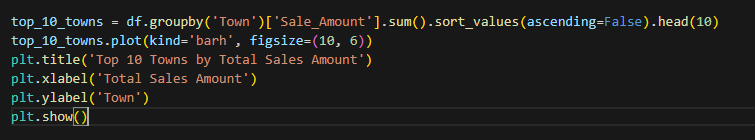 top_10_towns = df.groupby('Town')['Sale_Amount'].sum().sort_values(ascending=False).head(10)
top_10_towns.plot(kind='barh', figsize=(10, 6))
plt.title('Top 10 Towns by Total Sales Amount')
plt.xlabel('Total Sales Amount')
plt.ylabel('Town')
plt.show()